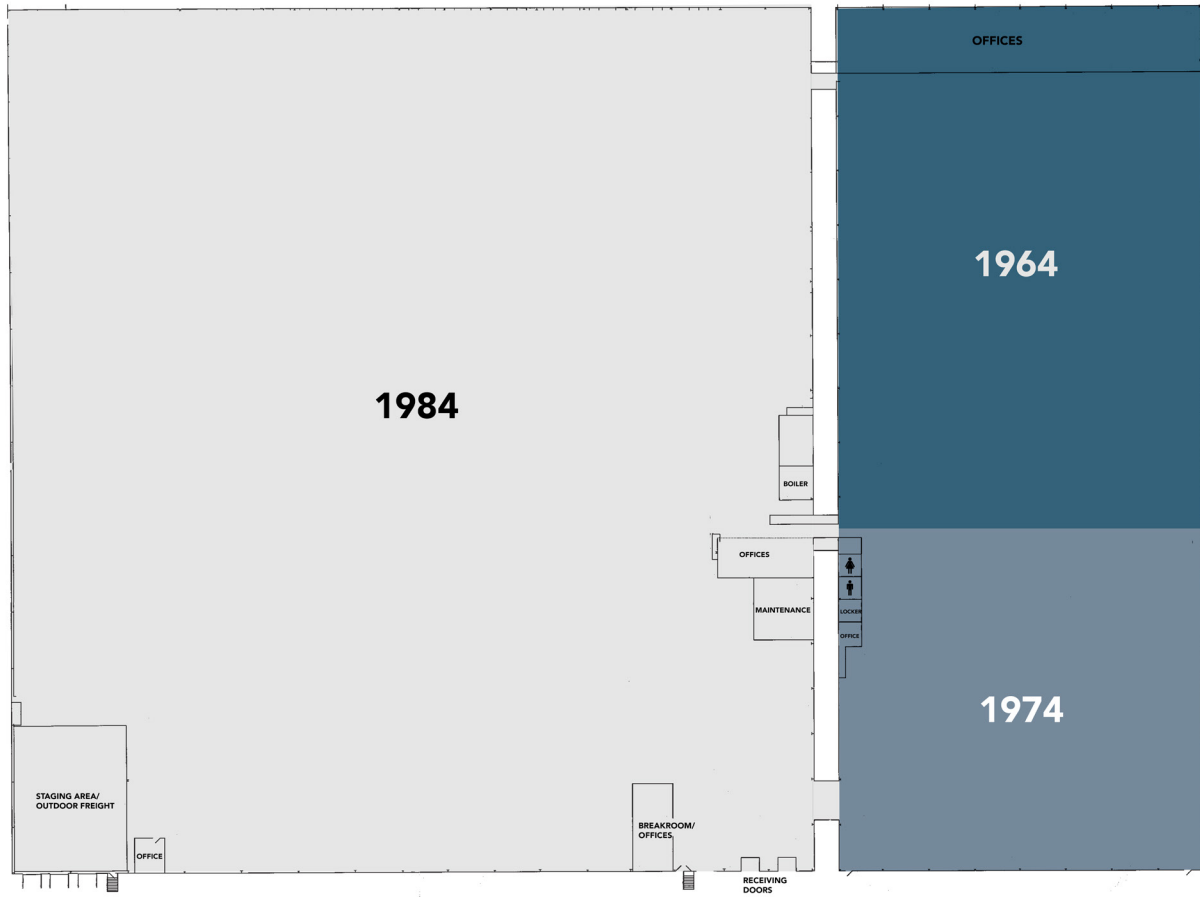 OFFICES
1964
1984
BOILER
OFFICES
MAINTENANCE
LOCKER
OFFICE
1974
STAGING AREA/
OUTDOOR FREIGHT
OFFICE
BREAKROOM/
OFFICES
RECEIVING
DOORS